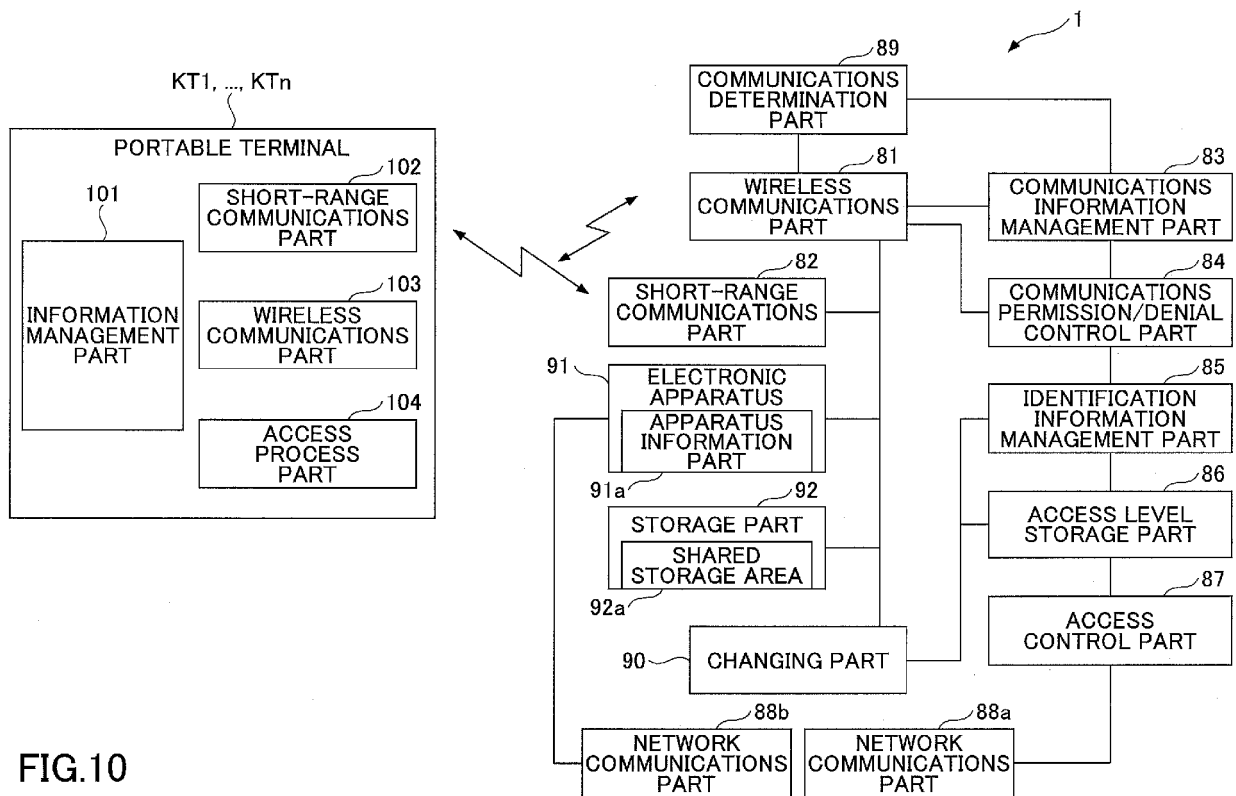 KT1, ..., KTn
PORTABLE TERMINAL
101
INFORMATION
MANAGEMENT
PART
102
SHORT-RANGE
COMMUNICATIONS
PART
103
WIRELESS
COMMUNICATIONS
PART
104
ACCESS
PROCESS
PART
1
89
COMMUNICATIONS
DETERMINATION
PART
81
WIRELESS
COMMUNICATIONS
PART
82
SHORT-RANGE
COMMUNICATIONS
PART
91
ELECTRONIC
APPARATUS
APPARATUS
INFORMATION
PART
91a
92
STORAGE PART
SHARED
STORAGE AREA
92a
90
CHANGING PART
83
COMMUNICATIONS
INFORMATION
MANAGEMENT PART
84
COMMUNICATIONS
PERMISSION/DENIAL
CONTROL PART
85
IDENTIFICATION
INFORMATION
MANAGEMENT PART
86
ACCESS LEVEL
STORAGE PART
87
ACCESS
CONTROL PART
88b
NETWORK
COMMUNICATIONS
PART
88a
NETWORK
COMMUNICATIONS
PART
FIG.10